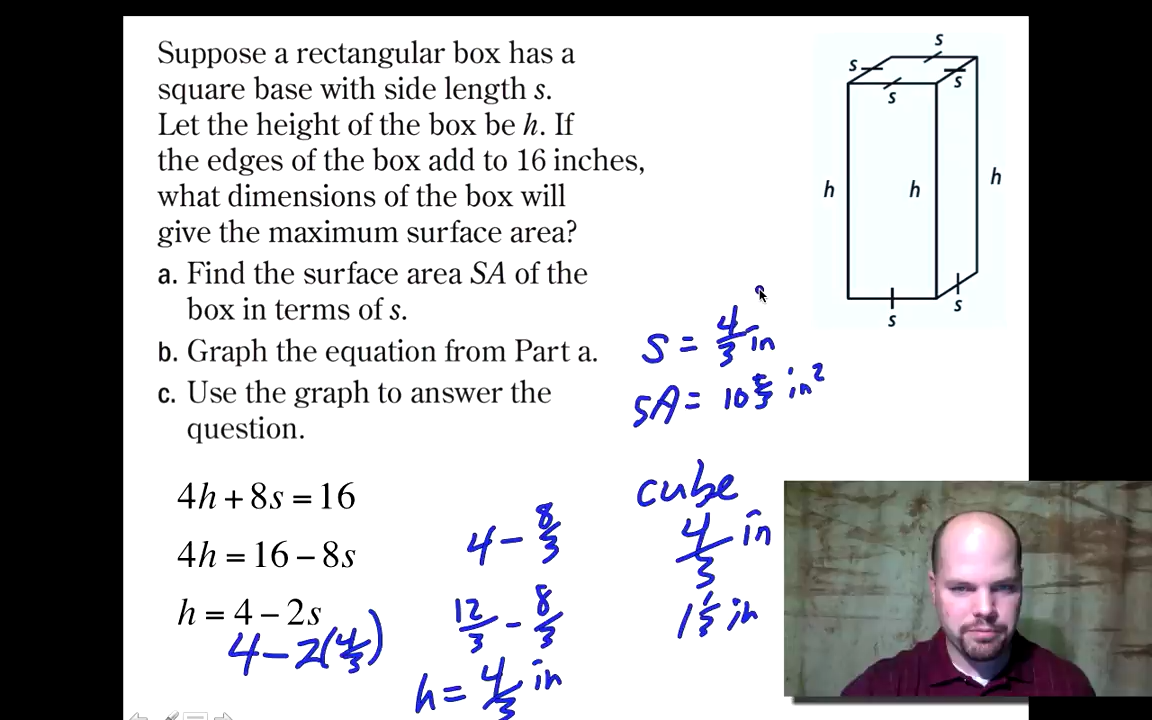 Suppose a rectangular box has a
square base with side length s.
Let the height of the box be h. If
the edges of the box add to 16 inches,
what dimensions of the box will
give the maximum surface area?
a. Find the surface area SA of the
box in terms of s.
b. Graph the equation from Part a.
c. Use the graph to answer the
question.
4h + 8s = 16
4h = 16 − 8s
h = 4 − 2s
4 − 2(4/3)
4 − 8/3
12/3 − 8/3
h = 4/3 in
s = 4/3 in
SA = 10 in²
cube
4/3 in
1 1/3 in
s
s
s
s
h
h
h
s
s